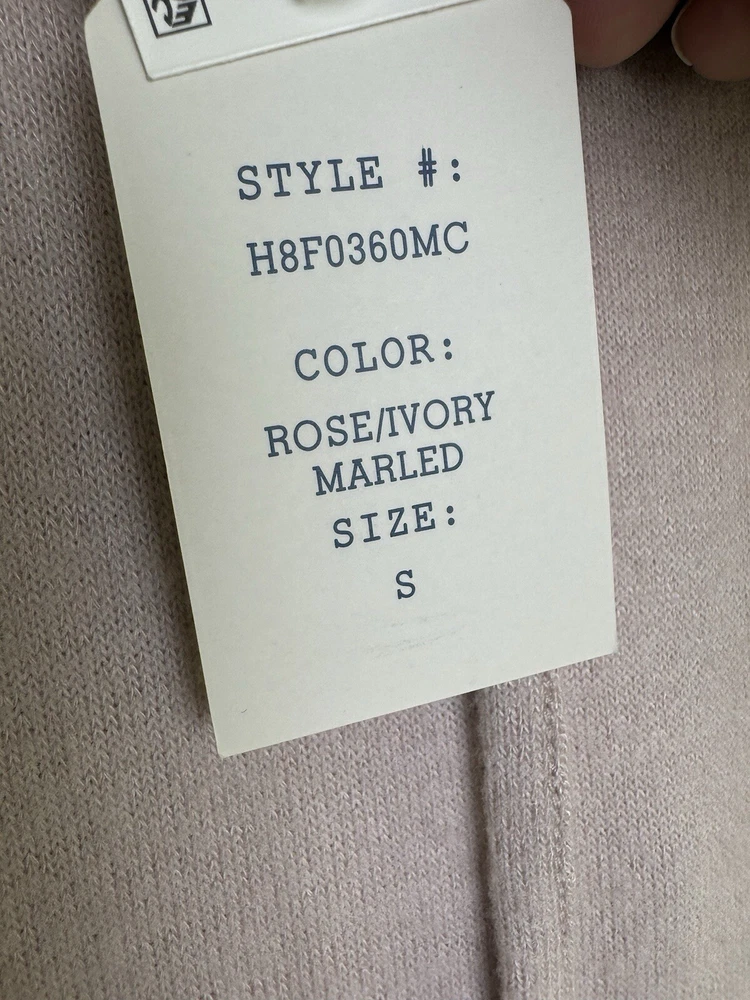 STYLE #:
H8F0360MC
COLOR:
ROSE/IVORY
MARLED
SIZE:
S